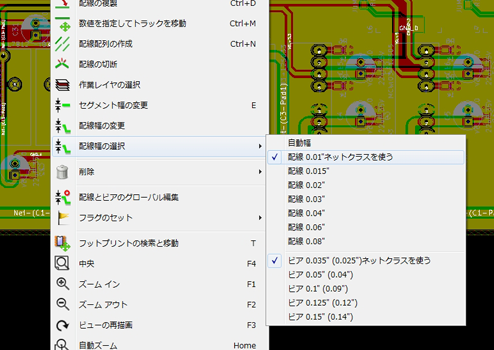 配線の複製 Ctrl+D
数値を指定してトラックを移動 Ctrl+M
配線配列の作成 Ctrl+N
配線の切断
作業レイヤの選択
セグメント幅の変更 E
配線幅の変更
配線幅の選択
削除
配線とビアのグローバル編集
フラグのセット
フットプリントの検索と移動 T
中央 F4
ズーム イン F1
ズーム アウト F2
ビューの再描画 F3
自動ズーム Home
自動幅
配線 0.01"ネットクラスを使う
配線 0.015"
配線 0.02"
配線 0.03"
配線 0.04"
配線 0.06"
配線 0.08"
ビア 0.035" (0.025")ネットクラスを使う
ビア 0.05" (0.04")
ビア 0.1" (0.09")
ビア 0.125" (0.12")
ビア 0.15" (0.14")
Net-(C3-Pad1)
Net-(C1-